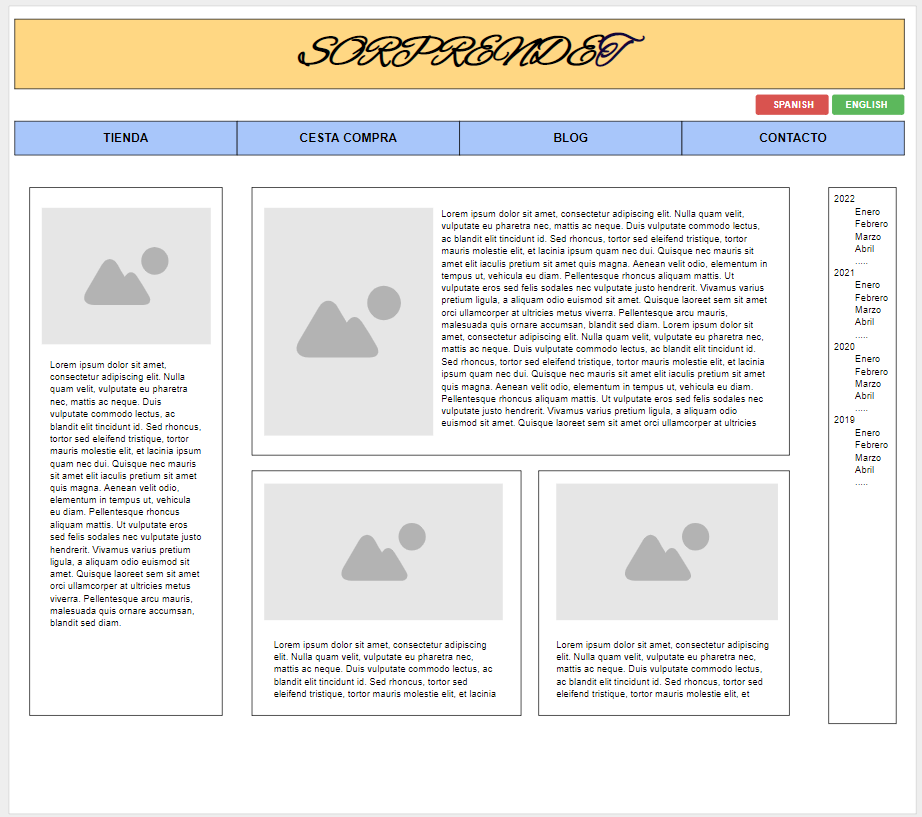 SORPRENDET
SPANISH
ENGLISH
TIENDA
CESTA COMPRA
BLOG
CONTACTO
Lorem ipsum dolor sit amet,
consectetur adipiscing elit. Nulla
quam velit, vulputate eu pharetra
nec, mattis ac neque. Duis
vulputate commodo lectus, ac
blandit elit tincidunt id. Sed rhoncus,
tortor sed eleifend tristique, tortor
mauris molestie elit, et lacinia ipsum
quam nec dui. Quisque nec mauris
sit amet elit iaculis pretium sit amet
quis magna. Aenean velit odio,
elementum in tempus ut, vehicula
eu diam. Pellentesque rhoncus
aliquam mattis. Ut vulputate eros
sed felis sodales nec vulputate justo
hendrerit. Vivamus varius pretium
ligula, a aliquam odio euismod sit
amet. Quisque laoreet sem sit amet
orci ullamcorper at ultricies metus
viverra. Pellentesque arcu mauris,
malesuada quis ornare accumsan,
blandit sed diam.
Lorem ipsum dolor sit amet, consectetur adipiscing elit. Nulla quam velit,
vulputate eu pharetra nec, mattis ac neque. Duis vulputate commodo lectus,
ac blandit elit tincidunt id. Sed rhoncus, tortor sed eleifend tristique, tortor
mauris molestie elit, et lacinia ipsum quam nec dui. Quisque nec mauris sit
amet elit iaculis pretium sit amet quis magna. Aenean velit odio, elementum in
tempus ut, vehicula eu diam. Pellentesque rhoncus aliquam mattis. Ut
vulputate eros sed felis sodales nec vulputate justo hendrerit. Vivamus varius
pretium ligula, a aliquam odio euismod sit amet. Quisque laoreet sem sit amet
orci ullamcorper at ultricies metus viverra. Pellentesque arcu mauris,
malesuada quis ornare accumsan, blandit sed diam. Lorem ipsum dolor sit
amet, consectetur adipiscing elit. Nulla quam velit, vulputate eu pharetra nec,
mattis ac neque. Duis vulputate commodo lectus, ac blandit elit tincidunt id.
Sed rhoncus, tortor sed eleifend tristique, tortor mauris molestie elit, et lacinia
ipsum quam nec dui. Quisque nec mauris sit amet elit iaculis pretium sit amet
quis magna. Aenean velit odio, elementum in tempus ut, vehicula eu diam.
Pellentesque rhoncus aliquam mattis. Ut vulputate eros sed felis sodales nec
vulputate justo hendrerit. Vivamus varius pretium ligula, a aliquam odio
euismod sit amet. Quisque laoreet sem sit amet orci ullamcorper at ultricies
Lorem ipsum dolor sit amet, consectetur adipiscing
elit. Nulla quam velit, vulputate eu pharetra nec,
mattis ac neque. Duis vulputate commodo lectus, ac
blandit elit tincidunt id. Sed rhoncus, tortor sed
eleifend tristique, tortor mauris molestie elit, et lacinia
Lorem ipsum dolor sit amet, consectetur adipiscing
elit. Nulla quam velit, vulputate eu pharetra nec,
mattis ac neque. Duis vulputate commodo lectus,
ac blandit elit tincidunt id. Sed rhoncus, tortor sed
eleifend tristique, tortor mauris molestie elit, et
2022
Enero
Febrero
Marzo
Abril
.....
2021
Enero
Febrero
Marzo
Abril
.....
2020
Enero
Febrero
Marzo
Abril
.....
2019
Enero
Febrero
Marzo
Abril
.....